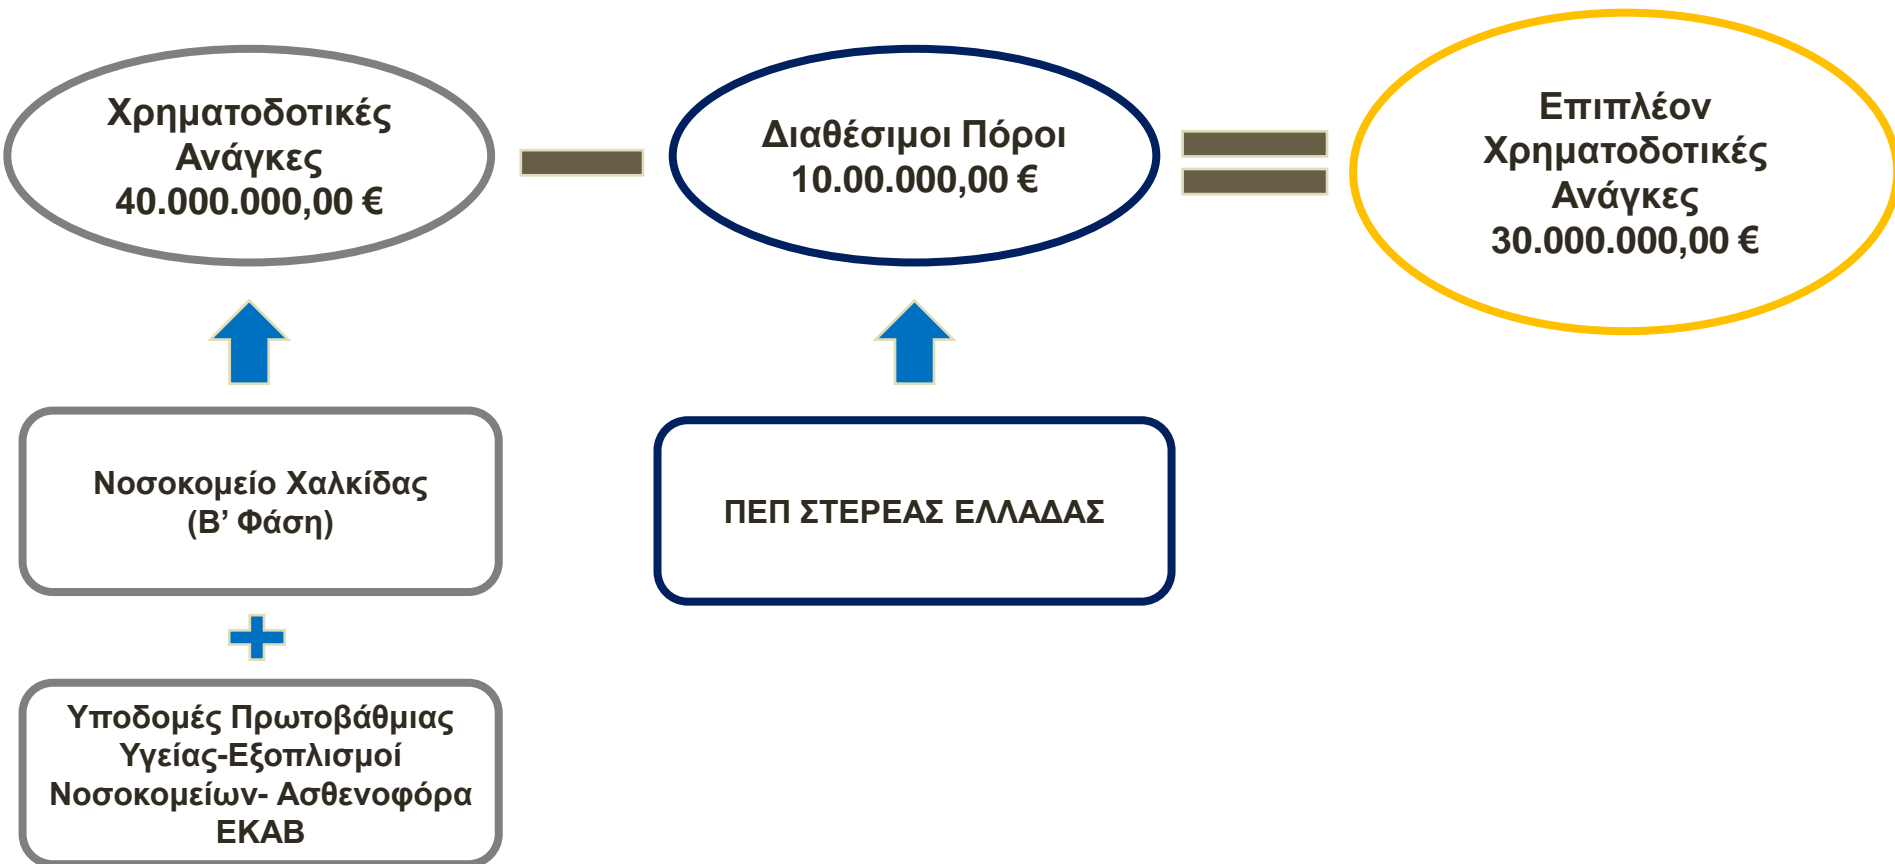 Χρηματοδοτικές
Ανάγκες
40.000.000,00 €
Διαθέσιμοι Πόροι
10.00.000,00 €
Επιπλέον
Χρηματοδοτικές
Ανάγκες
30.000.000,00 €
Νοσοκομείο Χαλκίδας
(Β’ Φάση)
ΠΕΠ ΣΤΕΡΕΑΣ ΕΛΛΑΔΑΣ
Υποδομές Πρωτοβάθμιας
Υγείας-Εξοπλισμοί
Νοσοκομείων- Ασθενοφόρα
ΕΚΑΒ